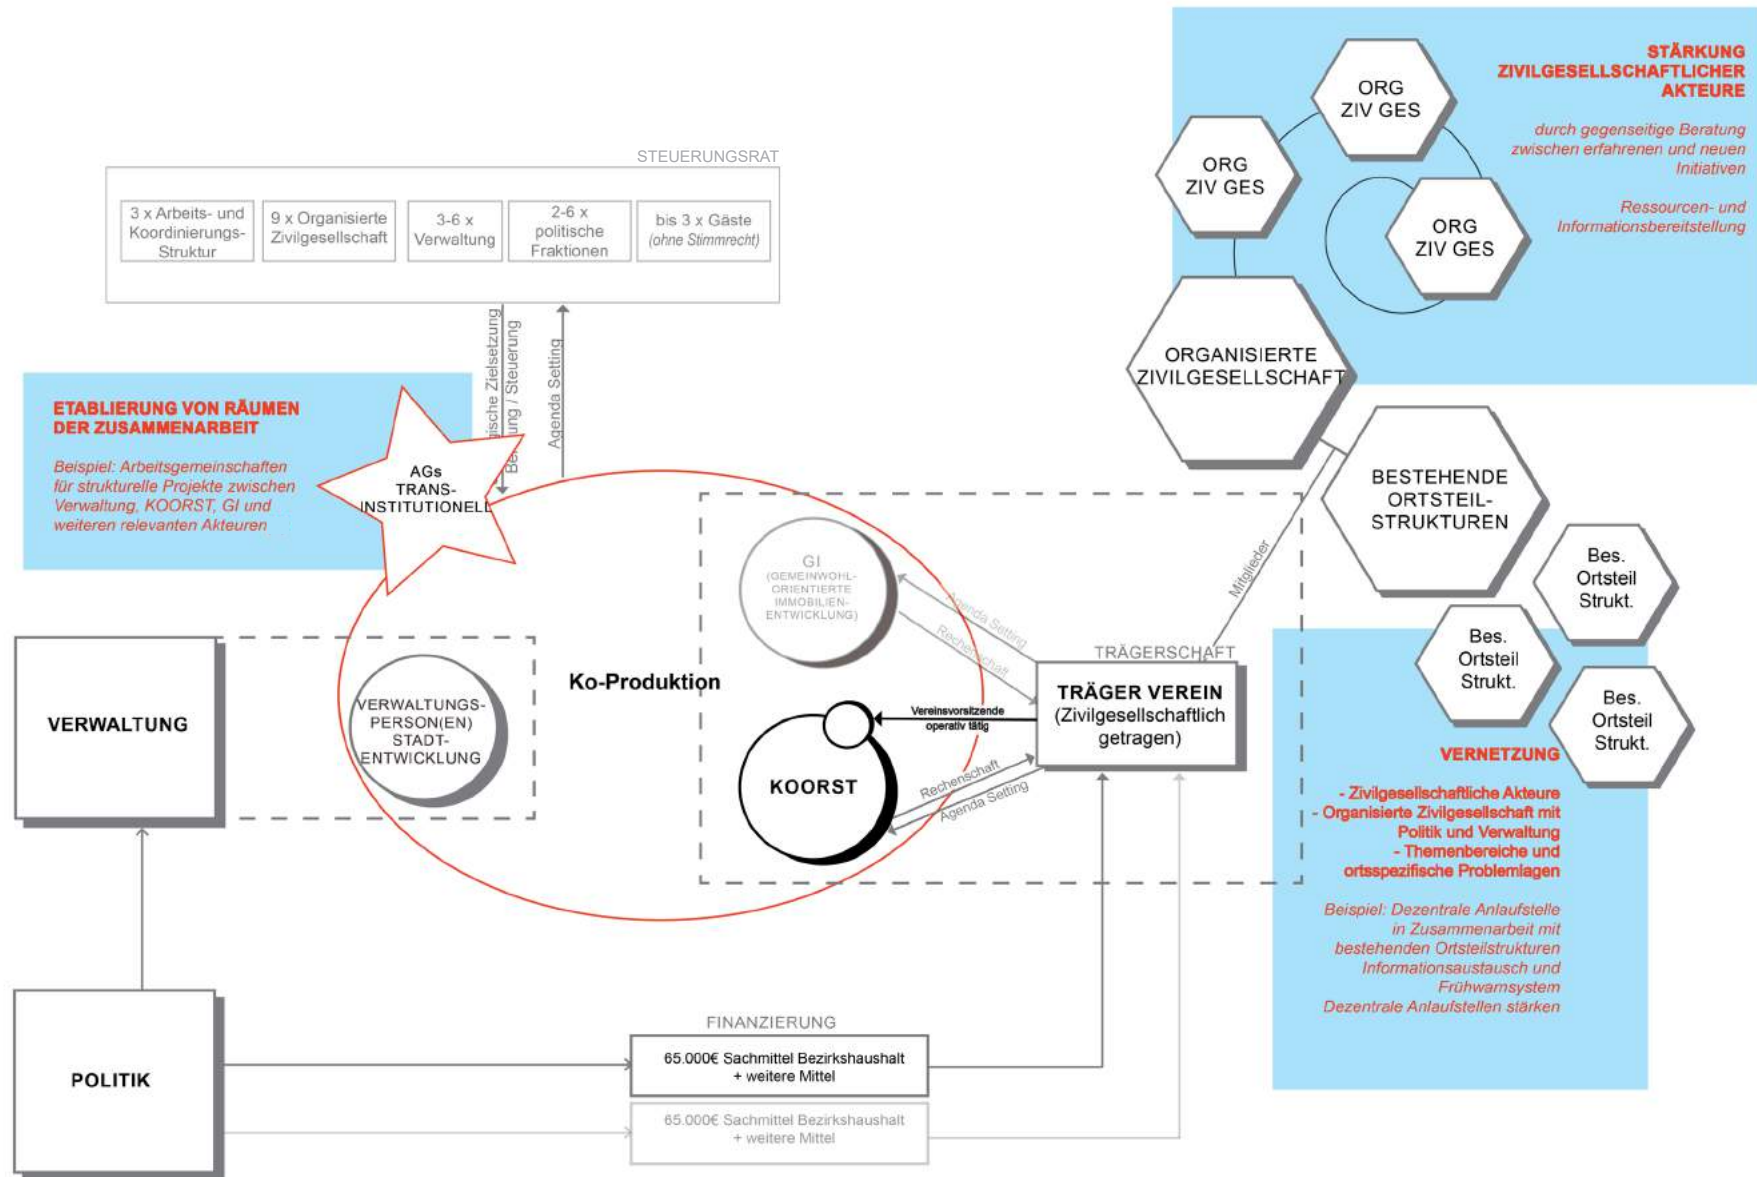 STÄRKUNG
ZIVILGESELLSCHAFTLICHER
AKTEURE
durch gegenseitige Beratung
zwischen erfahrenen und neuen
Initiativen
Ressourcen- und
Informationsbereitstellung
ORG
ZIV GES
ORG
ZIV GES
ORG
ZIV GES
ORGANISIERTE
ZIVILGESELLSCHAFT
STEUERUNGSRAT
3 x Arbeits- und
Koordinierungs-
Struktur
9 x Organisierte
Zivilgesellschaft
3-6 x
Verwaltung
2-6 x
politische
Fraktionen
bis 3 x Gäste
(ohne Stimmrecht)
Zielsetzung
/ Steuerung
Agenda Setting
ETABLIERUNG VON RÄUMEN
DER ZUSAMMENARBEIT
Beispiel: Arbeitsgemeinschaften
für strukturelle Projekte zwischen
Verwaltung, KOORST, GI und
weiteren relevanten Akteuren
AGs
TRANS-
INSTITUTIONELL
BESTEHENDE
ORTSTEIL-
STRUKTUREN
Bes.
Ortsteil
Strukt.
Bes.
Ortsteil
Strukt.
Bes.
Ortsteil
Strukt.
Mitglieder
GI
(GEMEINWOHL-
ORIENTIERTE
IMMOBILIEN-
ENTWICKLUNG)
Agenda Setting
Rechenschaft
TRÄGERSCHAFT
TRÄGER VEREIN
(Zivilgesellschaftlich
getragen)
VERWALTUNG
VERWALTUNGS-
PERSON(EN)
STADT-
ENTWICKLUNG
Ko-Produktion
Vereinsvorsitzende
operativ tätig
KOORST
Rechenschaft
Agenda Setting
VERNETZUNG
- Zivilgesellschaftliche Akteure
- Organisierte Zivilgesellschaft mit
Politik und Verwaltung
- Themenbereiche und
ortsspezifische Problemlagen
Beispiel: Dezentrale Anlaufstelle
in Zusammenarbeit mit
bestehenden Ortsteilstrukturen
Informationsaustausch und
Frühwarnsystem
Dezentrale Anlaufstellen stärken
POLITIK
FINANZIERUNG
65.000€ Sachmittel Bezirkshaushalt
+ weitere Mittel
65.000€ Sachmittel Bezirkshaushalt
+ weitere Mittel